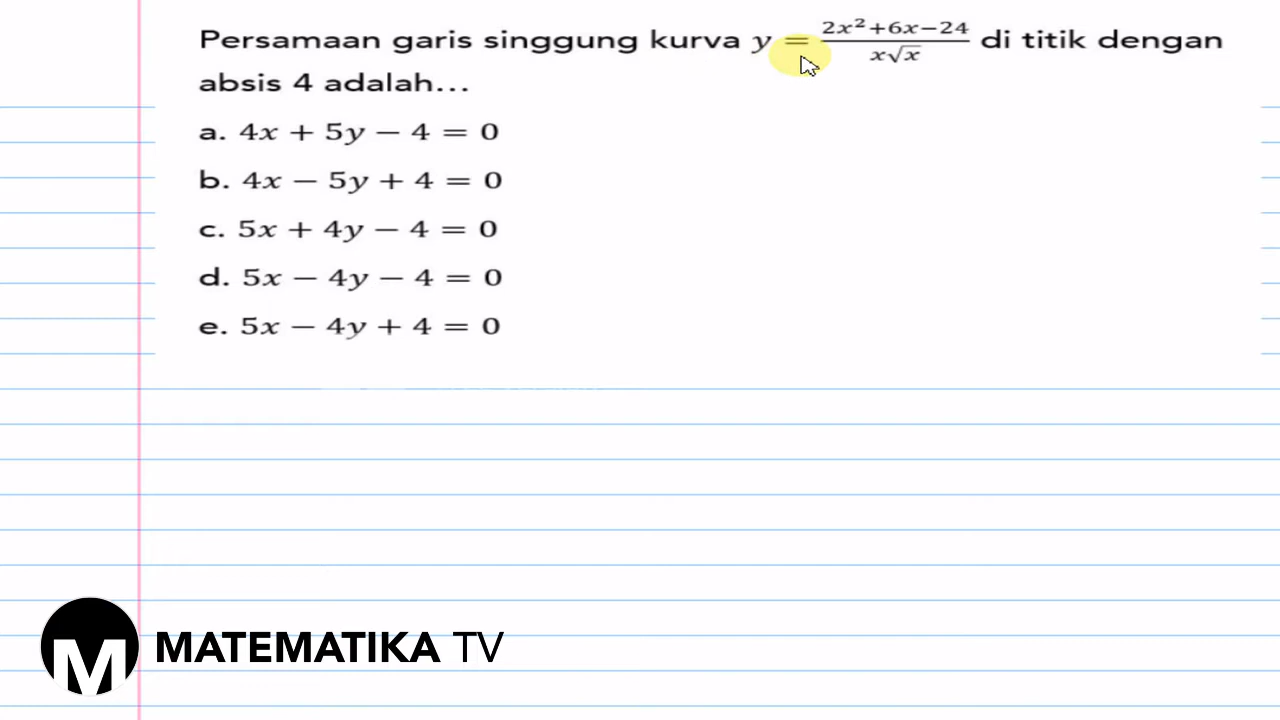 Persamaan garis singgung kurva y = (2x²+6x−24)/(x√x) di titik dengan
absis 4 adalah...
a. 4x + 5y − 4 = 0
b. 4x − 5y + 4 = 0
c. 5x + 4y − 4 = 0
d. 5x − 4y − 4 = 0
e. 5x − 4y + 4 = 0
M MATEMATIKA TV